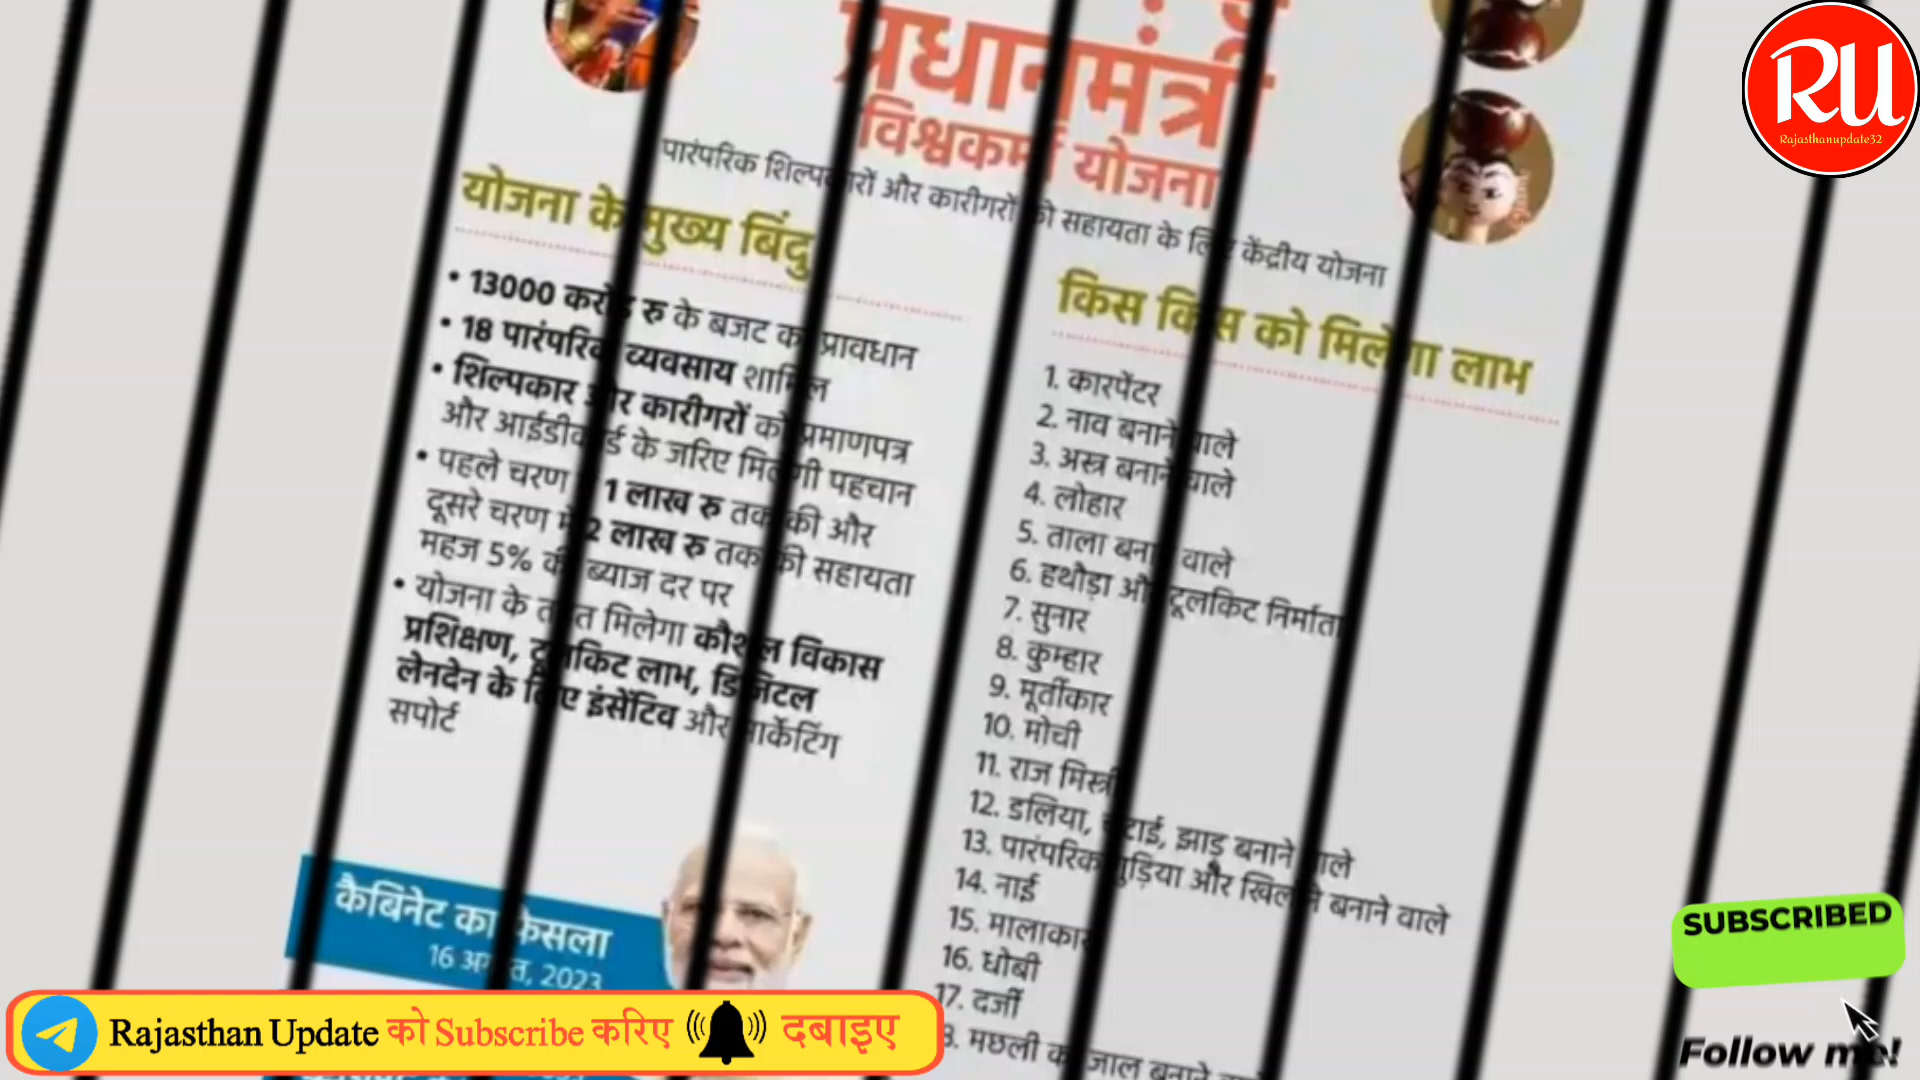 प्रधानमंत्री
विश्वकर्मा योजना
पारंपरिक शिल्पकारों और कारीगरों को सहायता के लिए केंद्रीय योजना
योजना के मुख्य बिंदु
• 13000 करोड़ रु के बजट का प्रावधान
• 18 पारंपरिक व्यवसाय शामिल
• शिल्पकार और कारीगरों को प्रमाणपत्र
और आईडीकार्ड के जरिए मिलेगी पहचान
• पहले चरण में 1 लाख रु तक की और
दूसरे चरण में 2 लाख रु तक की सहायता
महज 5% की ब्याज दर पर
• योजना के तहत मिलेगा कौशल विकास
प्रशिक्षण, टूलकिट लाभ, डिजिटल
लेनदेन के लिए इंसेंटिव और मार्केटिंग
सपोर्ट
कैबिनेट का फैसला
16 अगस्त, 2023
किस किस को मिलेगा लाभ
1. कारपेंटर
2. नाव बनाने वाले
3. अस्त्र बनाने वाले
4. लोहार
5. ताला बनाने वाले
6. हथौड़ा और टूलकिट निर्माता
7. सुनार
8. कुम्हार
9. मूर्तीकार
10. मोची
11. राज मिस्त्री
12. डलिया, चटाई, झाड़ू बनाने वाले
13. पारंपरिक गुड़िया और खिलौने बनाने वाले
14. नाई
15. मालाकार
16. धोबी
17. दर्जी
8. मछली का जाल बनाने वाले
RU
Rajasthanupdate32
SUBSCRIBED
Follow me!
Rajasthan Update को Subscribe करिए दबाइए